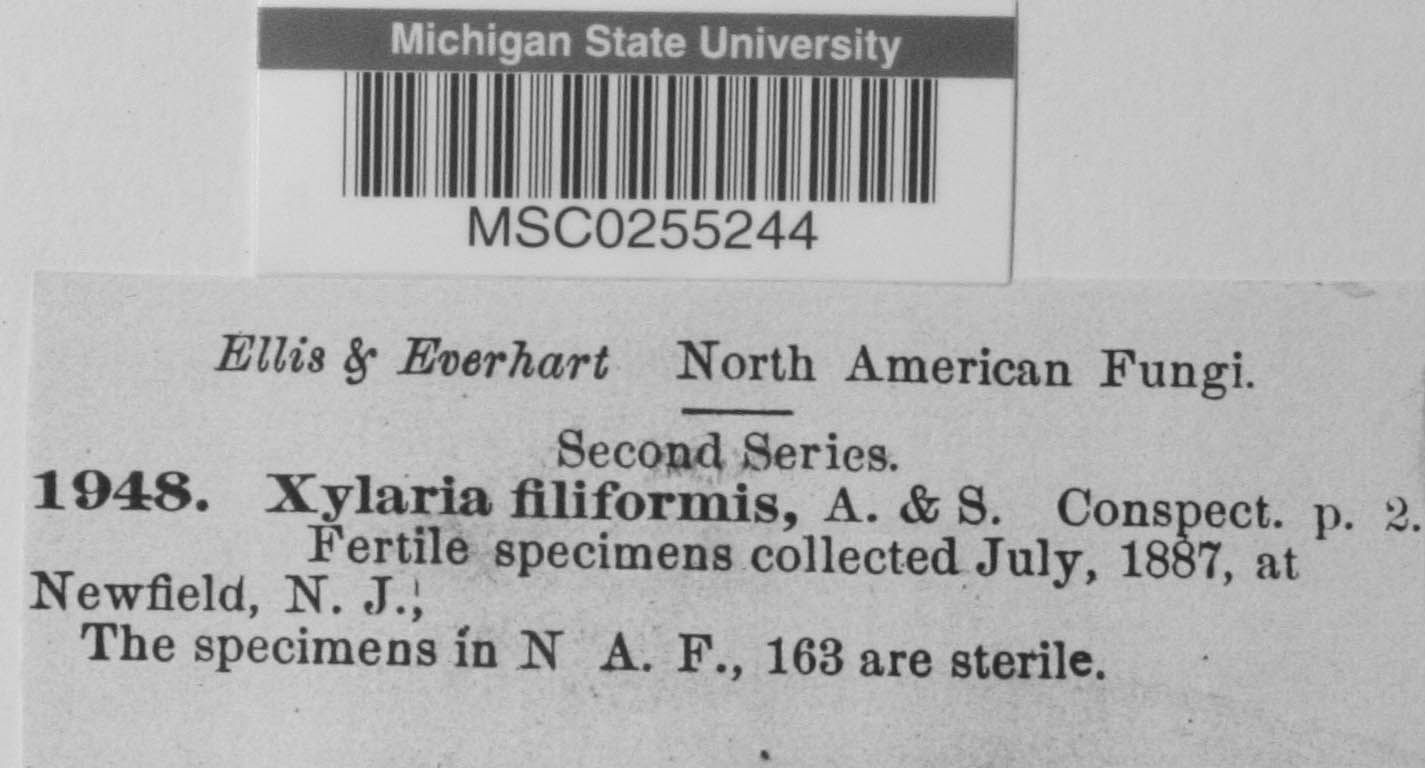 Michigan State University
MSC0255244
Ellis & Everhart North American Fungi.
Second Series.
1948. Xylaria filiformis, A. & S. Conspect. p. 2.
Fertile specimens collected July, 1887, at
Newfield, N. J.,
The specimens in N A. F., 163 are sterile.